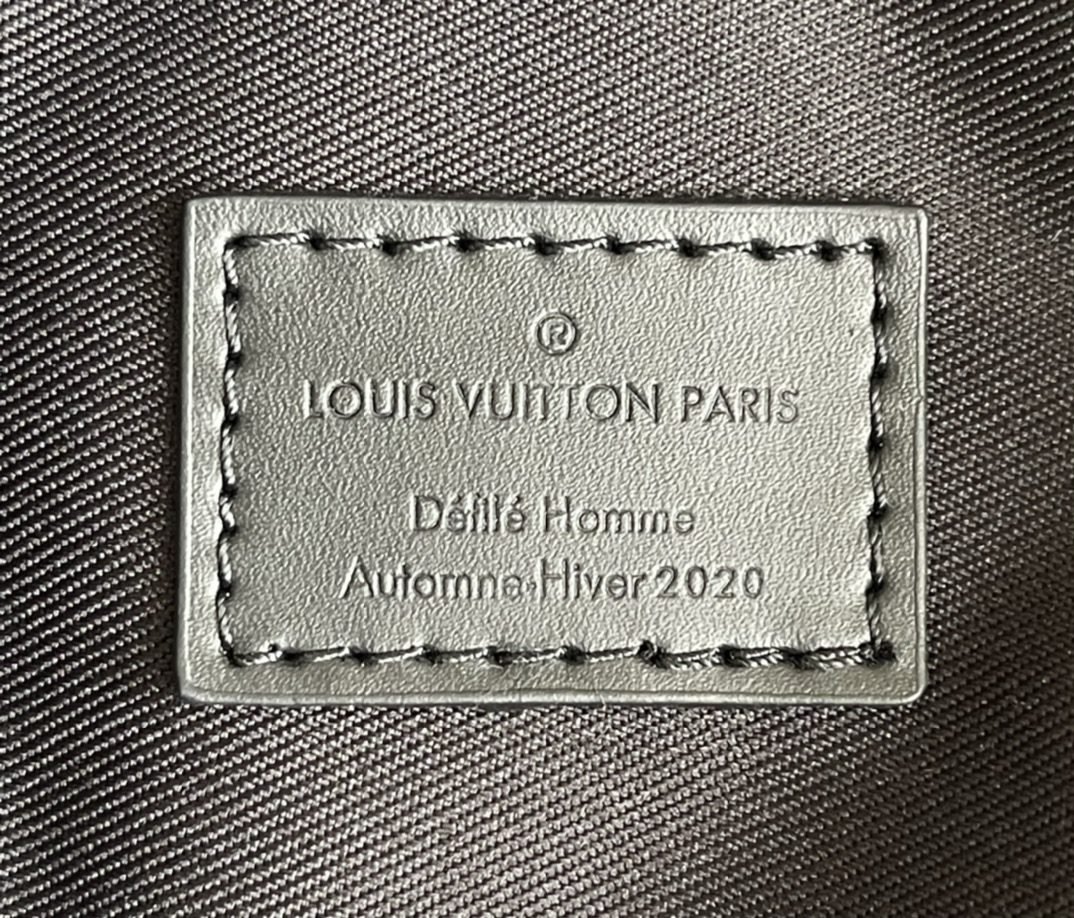 ®
LOUIS VUITTON PARIS
Défilé Homme
Automne-Hiver 2020